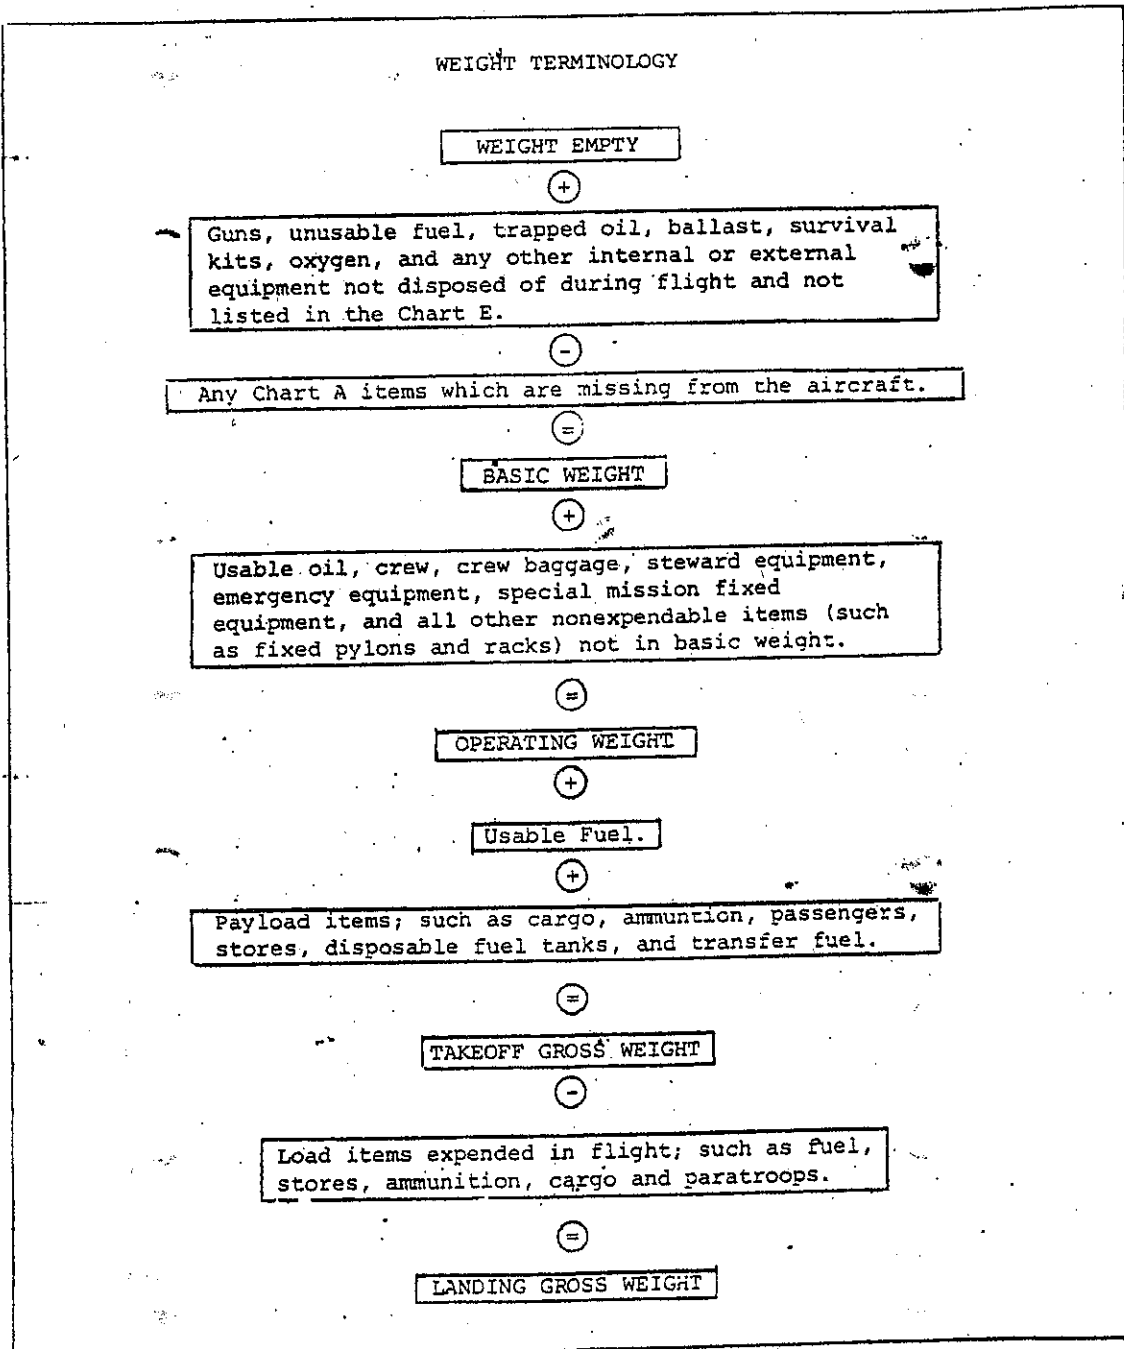 WEIGHT TERMINOLOGY
WEIGHT EMPTY
+
Guns, unusable fuel, trapped oil, ballast, survival
kits, oxygen, and any other internal or external
equipment not disposed of during flight and not
listed in the Chart E.
-
Any Chart A items which are missing from the aircraft.
=
BASIC WEIGHT
+
Usable oil, crew, crew baggage, steward equipment,
emergency equipment, special mission fixed
equipment, and all other nonexpendable items (such
as fixed pylons and racks) not in basic weight.
=
OPERATING WEIGHT
+
Usable Fuel.
+
Payload items; such as cargo, ammuntion, passengers,
stores, disposable fuel tanks, and transfer fuel.
=
TAKEOFF GROSS WEIGHT
-
Load items expended in flight; such as fuel,
stores, ammunition, cargo and paratroops.
=
LANDING GROSS WEIGHT